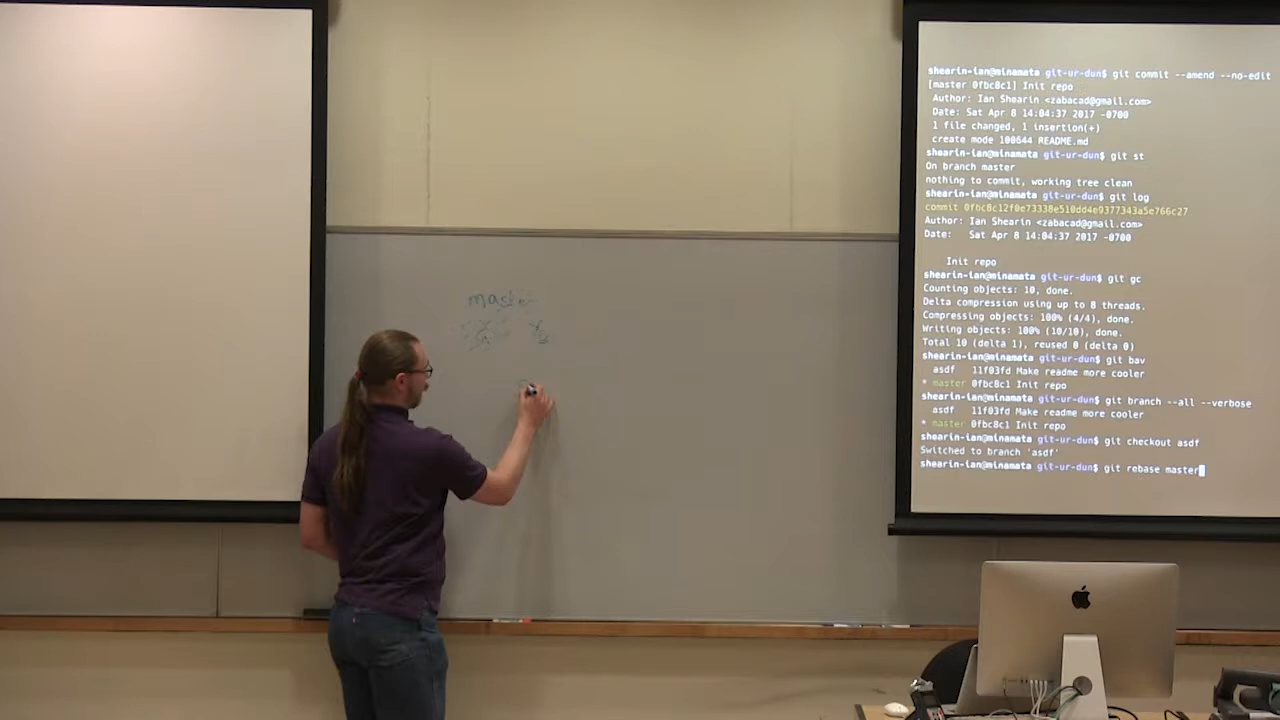 master
shearin-ian@minamata git-ur-dun$ git commit --amend --no-edit
[master 0fbc8c1] Init repo
Author: Ian Shearin <zabacad@gmail.com>
Date: Sat Apr 8 14:04:37 2017 -0700
1 file changed, 1 insertion(+)
create mode 100644 README.md
shearin-ian@minamata git-ur-dun$ git st
On branch master
nothing to commit, working tree clean
shearin-ian@minamata git-ur-dun$ git log
commit 0fbc8c12f0e73338e510dd4e9377343a5e766c27
Author: Ian Shearin <zabacad@gmail.com>
Date: Sat Apr 8 14:04:37 2017 -0700
Init repo
shearin-ian@minamata git-ur-dun$ git gc
Counting objects: 10, done.
Delta compression using up to 8 threads.
Compressing objects: 100% (4/4), done.
Writing objects: 100% (10/10), done.
Total 10 (delta 1), reused 0 (delta 0)
shearin-ian@minamata git-ur-dun$ git bav
asdf 11f03fd Make readme more cooler
* master 0fbc8c1 Init repo
shearin-ian@minamata git-ur-dun$ git branch --all --verbose
asdf 11f03fd Make readme more cooler
* master 0fbc8c1 Init repo
shearin-ian@minamata git-ur-dun$ git checkout asdf
Switched to branch 'asdf'
shearin-ian@minamata git-ur-dun$ git rebase master